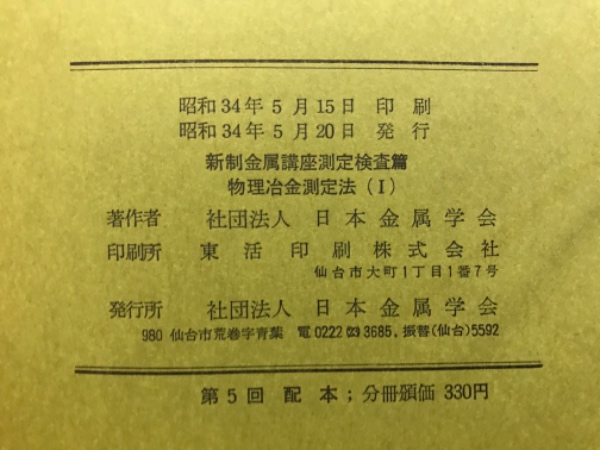 昭和34年5月15日 印刷
昭和34年5月20日 発行
新制金属講座測定検査篇
物理冶金測定法(I)
著作者 社団法人 日本金属学会
印刷所 東活印刷株式会社
仙台市大町1丁目1番7号
発行所 社団法人 日本金属学会
980 仙台市荒巻字青葉 電0222(23)3685,振替(仙台)5592
第5回 配本;分冊頒価 330円